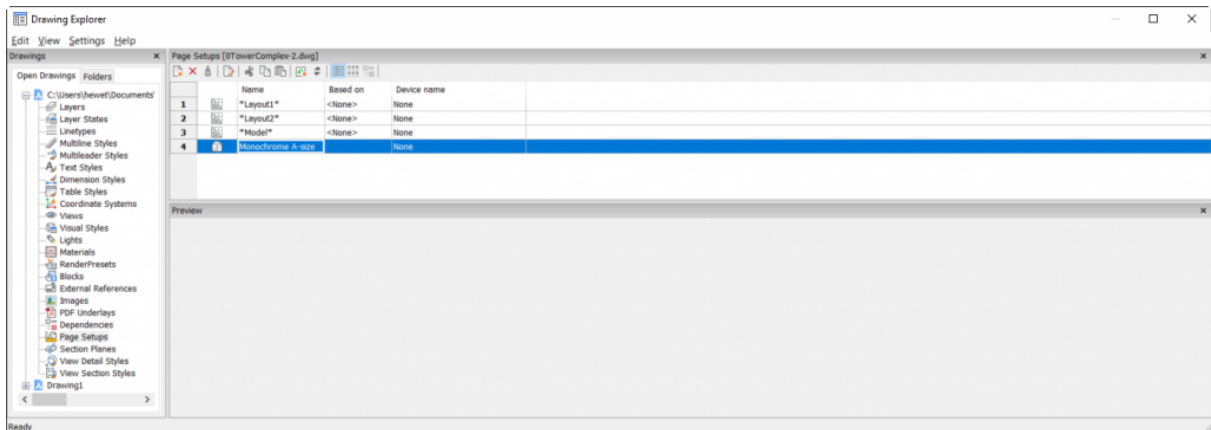 Drawing Explorer
Edit View Settings Help
Drawings
Open Drawings Folders
C:\Users\hewet\Documents'
Layers
Layer States
Linetypes
Multiline Styles
Multileader Styles
Text Styles
Dimension Styles
Table Styles
Coordinate Systems
Views
Visual Styles
Lights
Materials
RenderPresets
Blocks
External References
Images
PDF Underlays
Dependencies
Page Setups
Section Planes
View Detail Styles
View Section Styles
Drawing1
Page Setups [0TowerComplex-2.dwg]
Name Based on Device name
1 *Layout1* <None> None
2 *Layout2* <None> None
3 *Model* <None> None
4 Monochrome A-size None
Preview
Ready